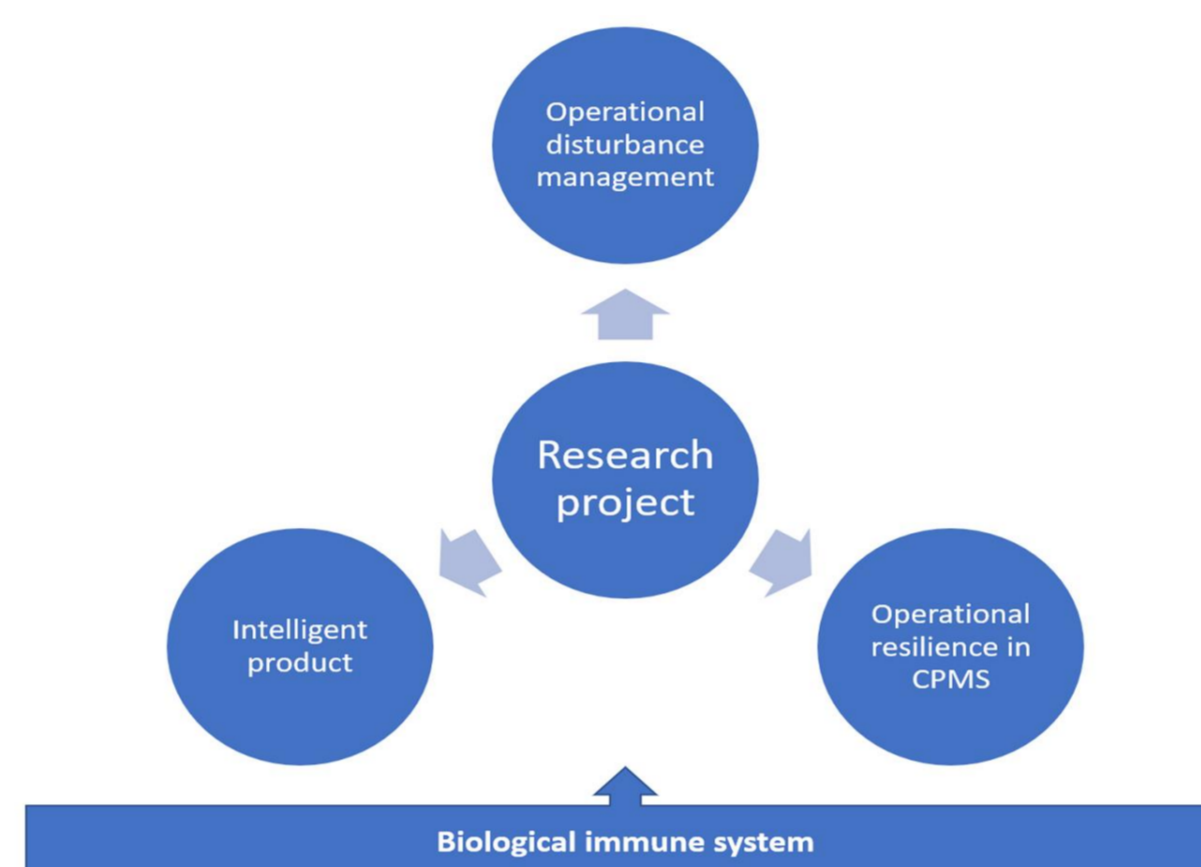 Operational
disturbance
management
Research
project
Intelligent
product
Operational
resilience in
CPMS
Biological immune system